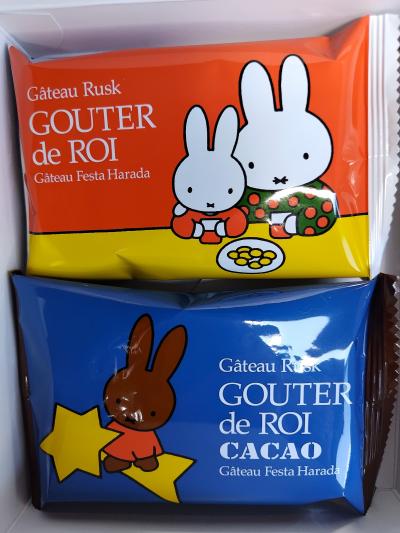 Gâteau Rusk
GOUTER
de ROI
Gâteau Festa Harada
Gâteau Rusk
GOUTER
de ROI
CACAO
Gâteau Festa Harada